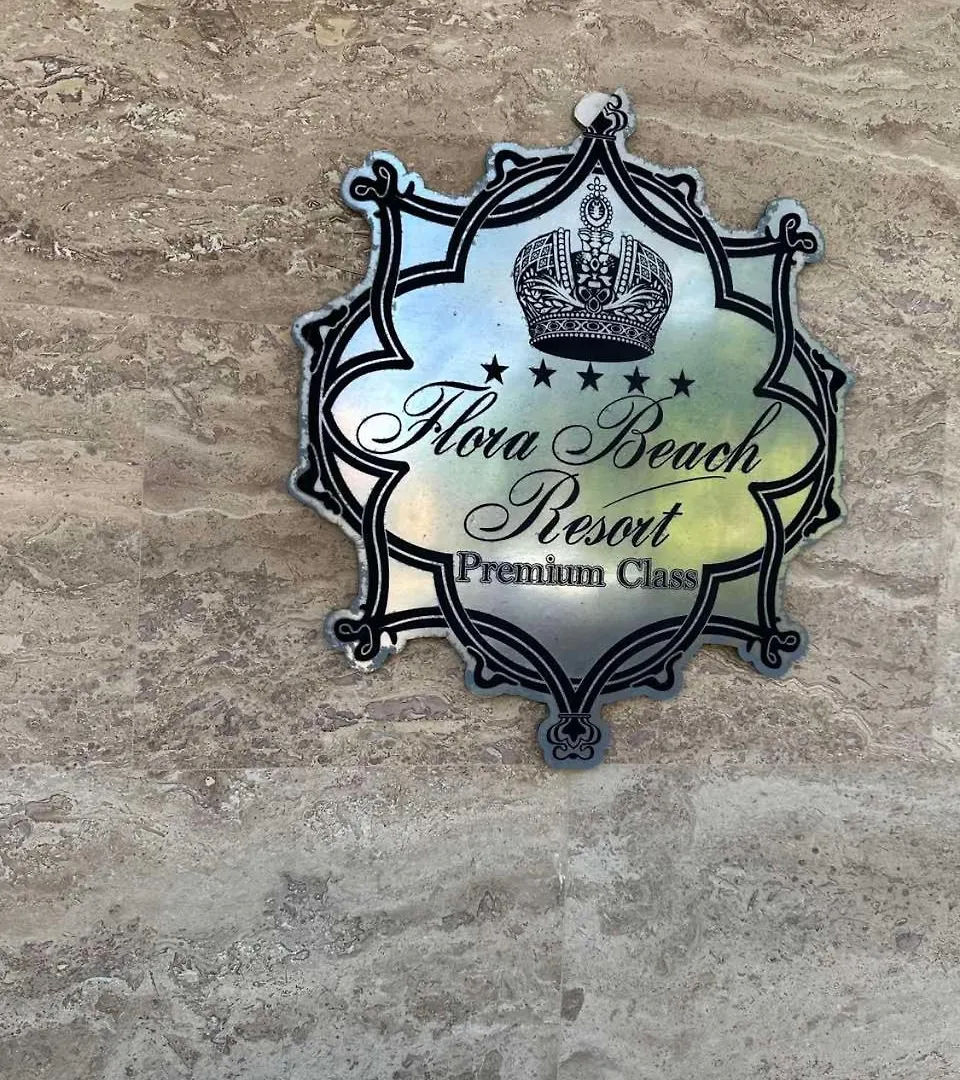 Flora Beach
Resort
Premium Class